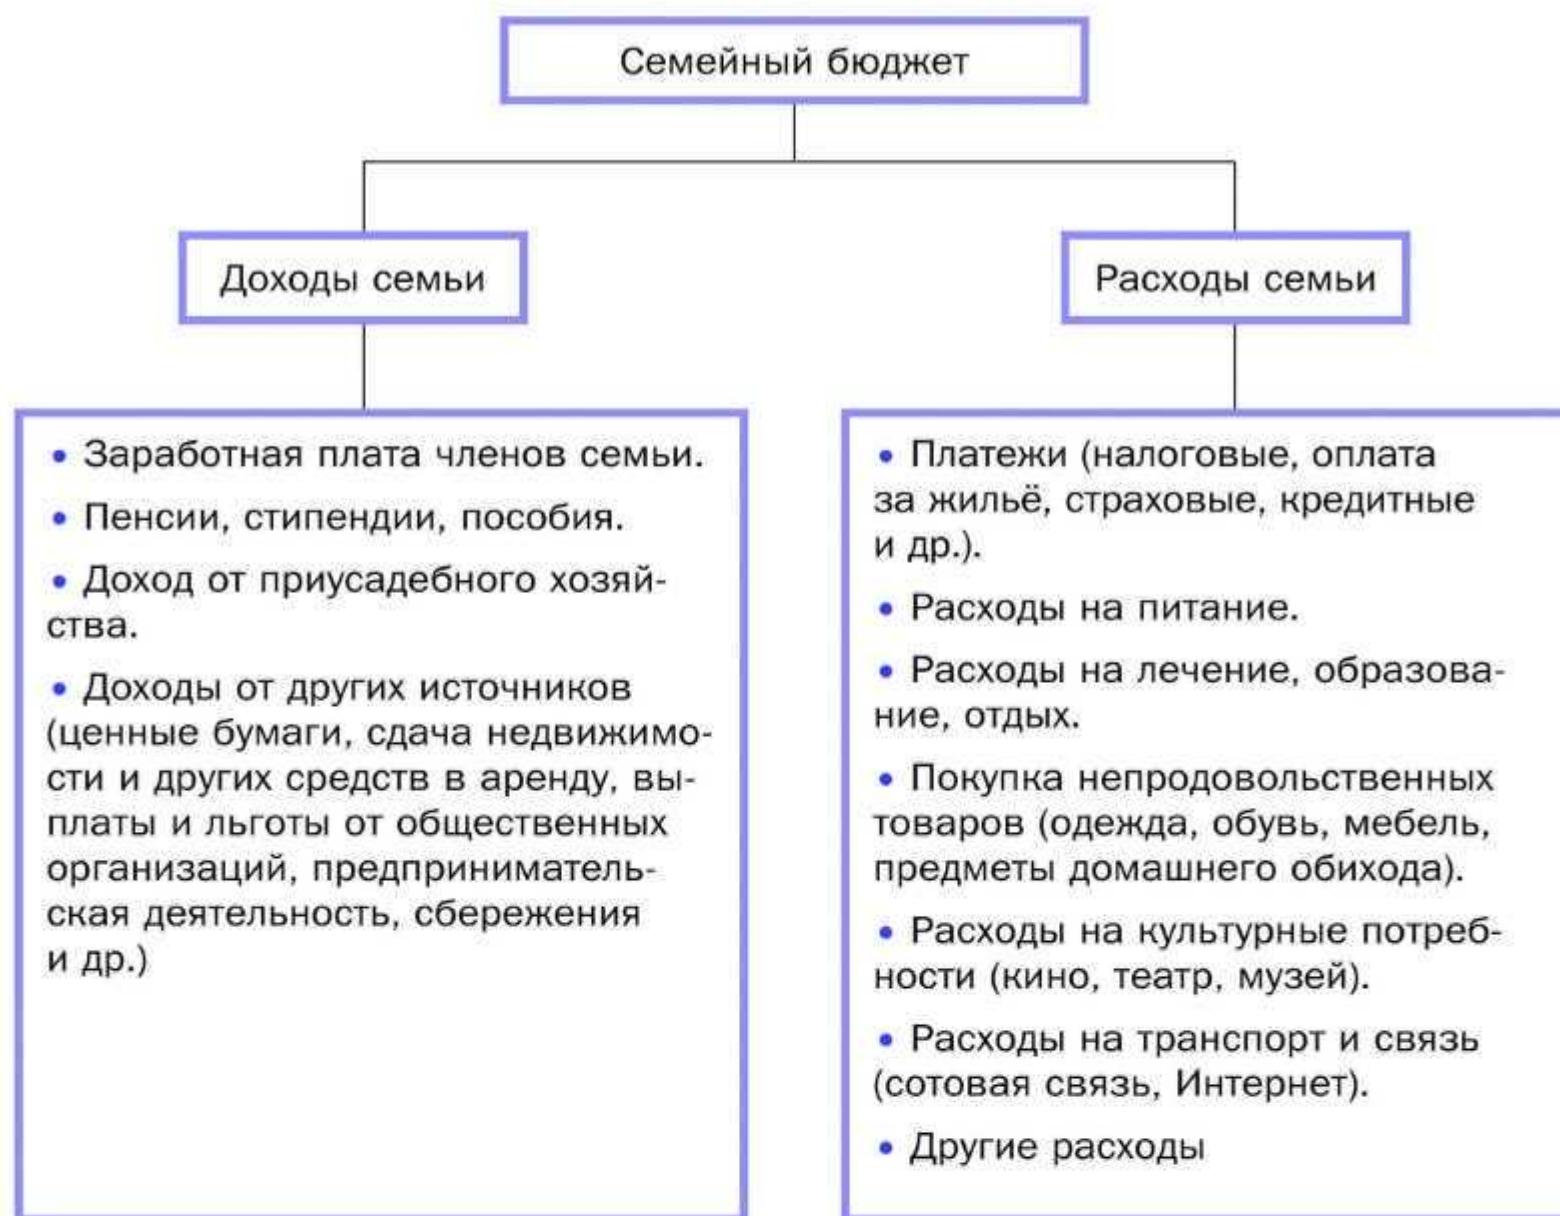 Семейный бюджет
Доходы семьи
Расходы семьи
• Заработная плата членов семьи.
• Пенсии, стипендии, пособия.
• Доход от приусадебного хозяй-
ства.
• Доходы от других источников
(ценные бумаги, сдача недвижимо-
сти и других средств в аренду, вы-
платы и льготы от общественных
организаций, предприниматель-
ская деятельность, сбережения
и др.)
• Платежи (налоговые, оплата
за жильё, страховые, кредитные
и др.).
• Расходы на питание.
• Расходы на лечение, образова-
ние, отдых.
• Покупка непродовольственных
товаров (одежда, обувь, мебель,
предметы домашнего обихода).
• Расходы на культурные потреб-
ности (кино, театр, музей).
• Расходы на транспорт и связь
(сотовая связь, Интернет).
• Другие расходы